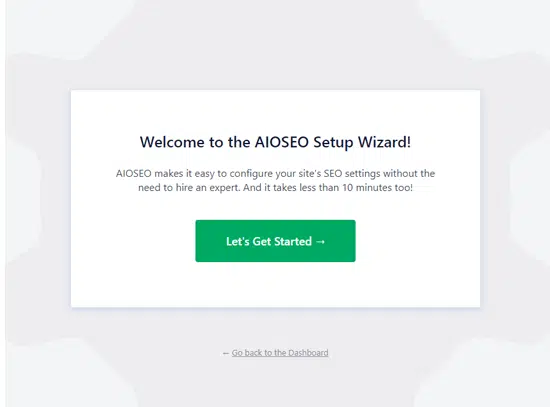 Welcome to the AIOSEO Setup Wizard!
AIOSEO makes it easy to configure your site's SEO settings without the
need to hire an expert. And it takes less than 10 minutes too!
Let's Get Started →
← Go back to the Dashboard